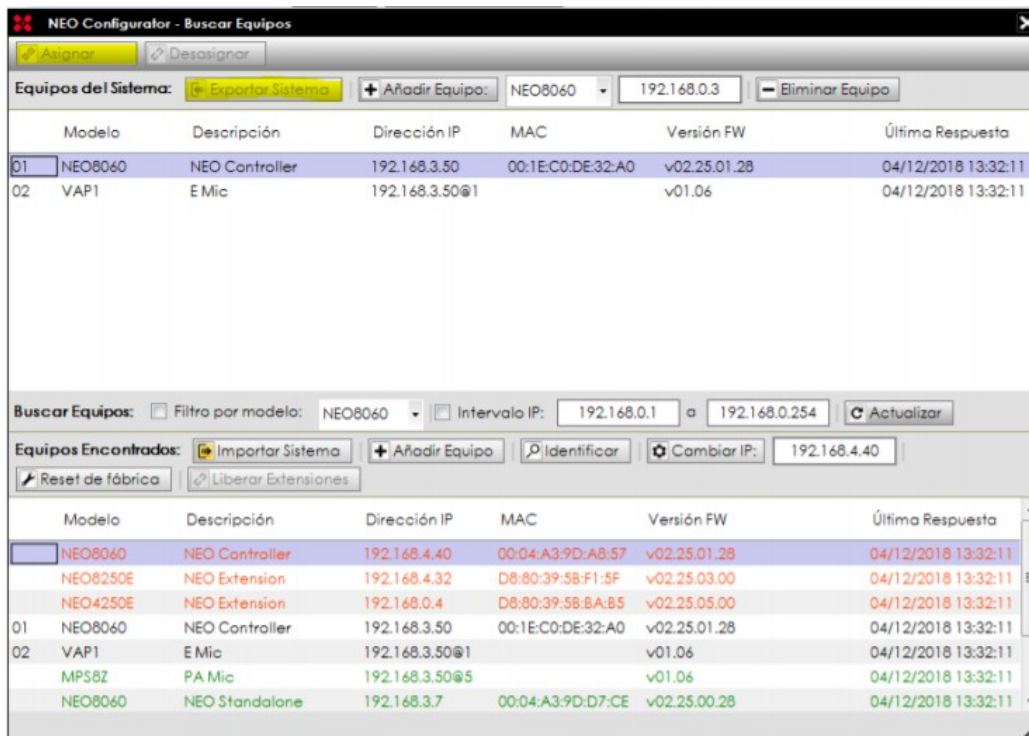 NEO Configurator - Buscar Equipos
Asignar Desasignar
Equipos del Sistema: Exportar Sistema Añadir Equipo: NEO8060 192.168.0.3 Eliminar Equipo
Modelo Descripción Dirección IP MAC Versión FW Última Respuesta
01 NEO8060 NEO Controller 192.168.3.50 00:1E:C0:DE:32:A0 v02.25.01.28 04/12/2018 13:32:11
02 VAP1 E Mic 192.168.3.50@1 v01.06 04/12/2018 13:32:11
Buscar Equipos: Filtro por modelo: NEO8060 Intervalo IP: 192.168.0.1 a 192.168.0.254 Actualizar
Equipos Encontrados: Importar Sistema Añadir Equipo Identificar Cambiar IP: 192.168.4.40
Reset de fábrica Liberar Extensiones
Modelo Descripción Dirección IP MAC Versión FW Última Respuesta
NEO8060 NEO Controller 192.168.4.40 00:04:A3:9D:A8:57 v02.25.01.28 04/12/2018 13:32:11
NEO8250E NEO Extension 192.168.4.32 D8:80:39:5B:F1:5F v02.25.03.00 04/12/2018 13:32:11
NEO4250E NEO Extension 192.168.0.4 D8:80:39:5B:BA:B5 v02.25.05.00 04/12/2018 13:32:11
01 NEO8060 NEO Controller 192.168.3.50 00:1E:C0:DE:32:A0 v02.25.01.28 04/12/2018 13:32:11
02 VAP1 E Mic 192.168.3.50@1 v01.06 04/12/2018 13:32:11
MPS8Z PA Mic 192.168.3.50@5 v01.06 04/12/2018 13:32:11
NEO8060 NEO Standalone 192.168.3.7 00:04:A3:9D:D7:CE v02.25.00.28 04/12/2018 13:32:11